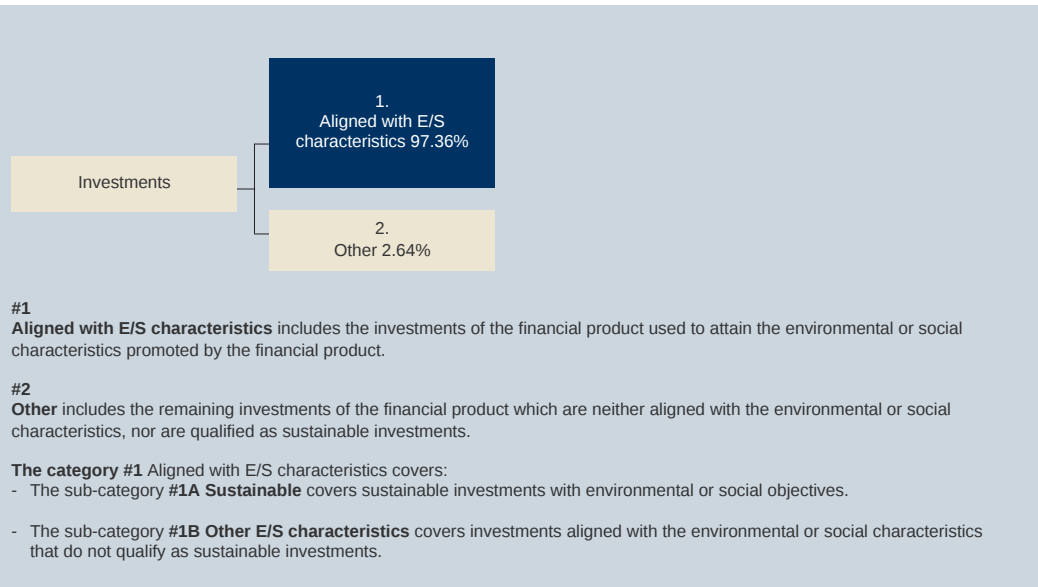 1.
Aligned with E/S
characteristics 97.36%
Investments
2.
Other 2.64%
#1
Aligned with E/S characteristics includes the investments of the financial product used to attain the environmental or social
characteristics promoted by the financial product.
#2
Other includes the remaining investments of the financial product which are neither aligned with the environmental or social
characteristics, nor are qualified as sustainable investments.
The category #1 Aligned with E/S characteristics covers:
- The sub-category #1A Sustainable covers sustainable investments with environmental or social objectives.
- The sub-category #1B Other E/S characteristics covers investments aligned with the environmental or social characteristics
that do not qualify as sustainable investments.